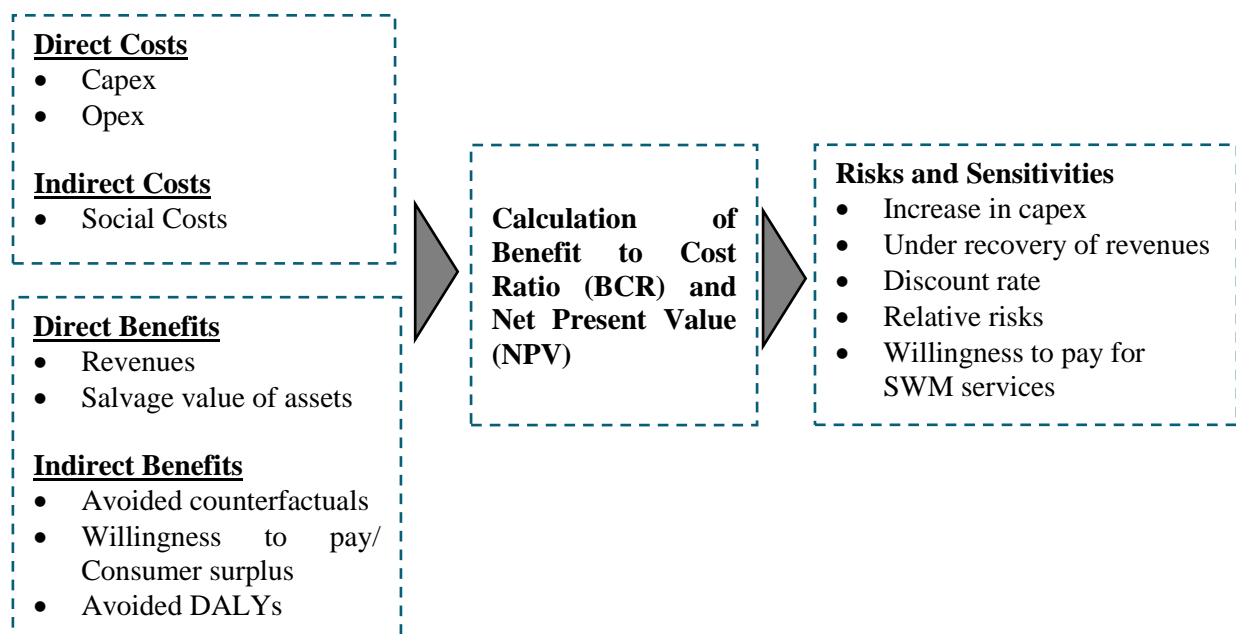 Direct Costs
• Capex
• Opex
Indirect Costs
• Social Costs
Direct Benefits
• Revenues
• Salvage value of assets
Indirect Benefits
• Avoided counterfactuals
• Willingness to pay/
Consumer surplus
• Avoided DALYs
Calculation of
Benefit to Cost
Ratio (BCR) and
Net Present Value
(NPV)
Risks and Sensitivities
• Increase in capex
• Under recovery of revenues
• Discount rate
• Relative risks
• Willingness to pay for
SWM services